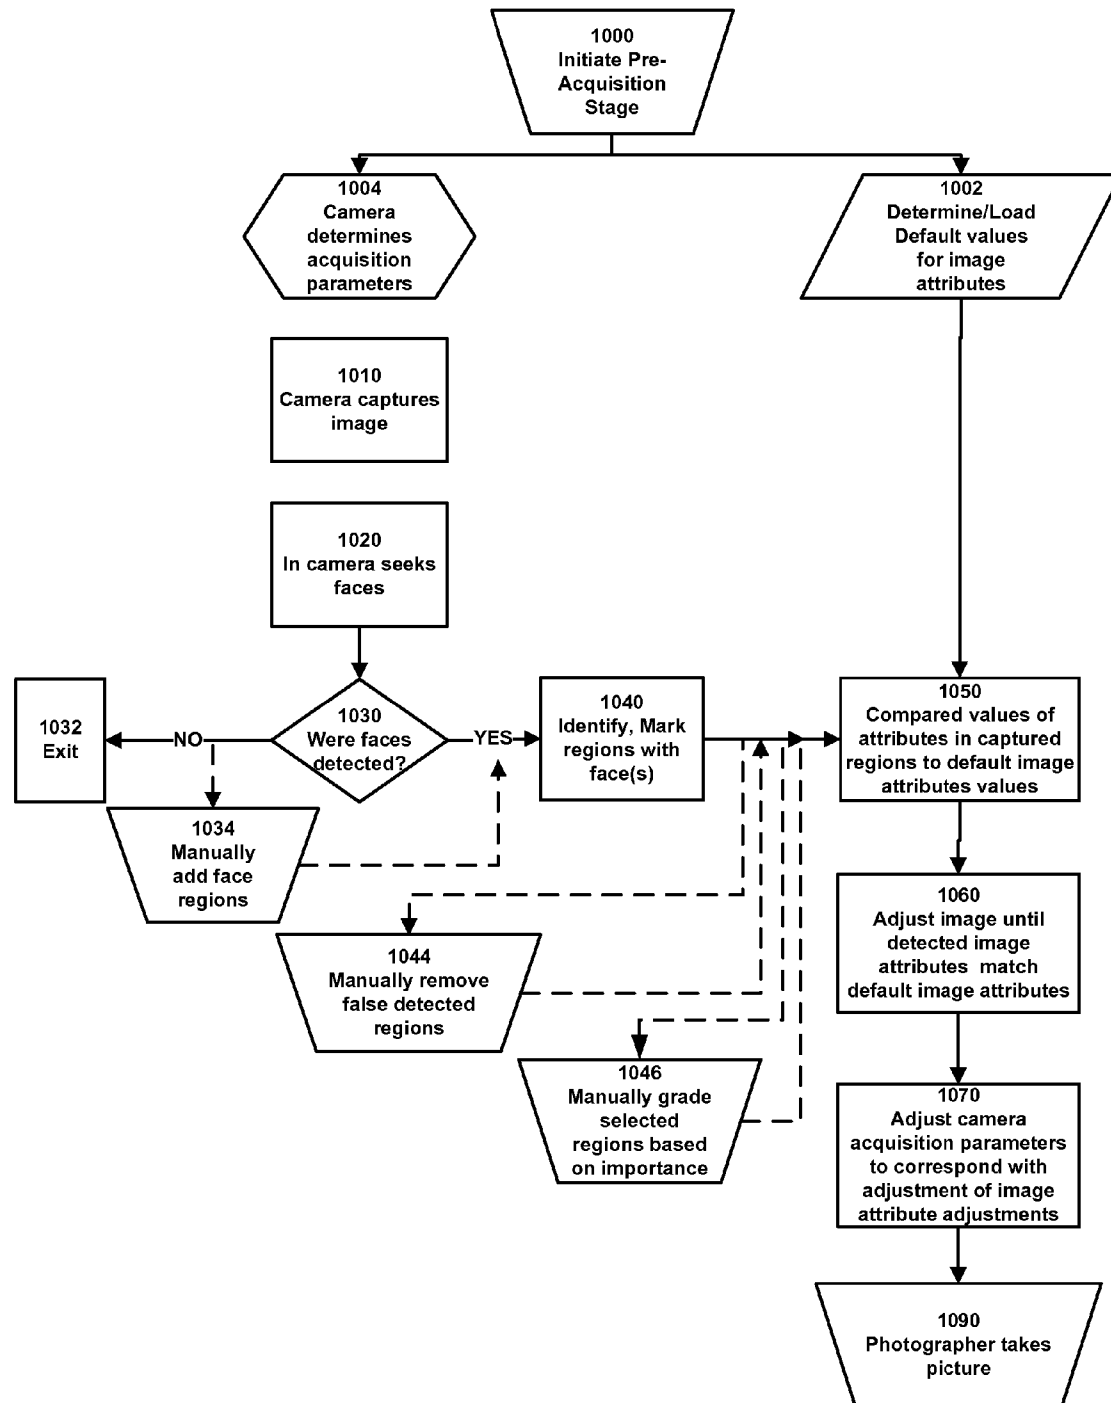 1000
Initiate Pre-
Acquisition
Stage
1004
Camera
determines
acquisition
parameters
1002
Determine/Load
Default values
for image
attributes
1010
Camera captures
image
1020
In camera seeks
faces
1032
Exit
NO
1030
Were faces
detected?
YES
1040
Identify, Mark
regions with
face(s)
1050
Compared values of
attributes in captured
regions to default image
attributes values
1034
Manually
add face
regions
1044
Manually remove
false detected
regions
1046
Manually grade
selected
regions based
on importance
1060
Adjust image until
detected image
attributes match
default image attributes
1070
Adjust camera
acquisition parameters
to correspond with
adjustment of image
attribute adjustments
1090
Photographer takes
picture